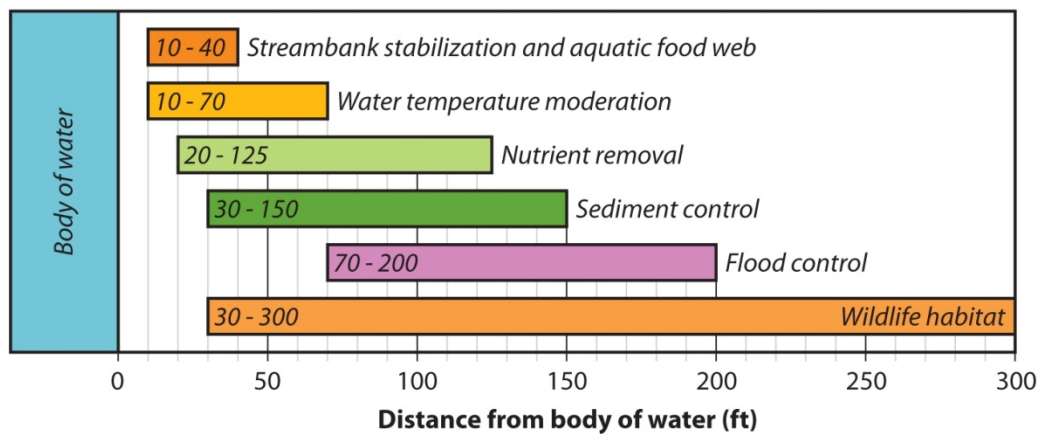 Body of water
10 - 40 Streambank stabilization and aquatic food web
10 - 70 Water temperature moderation
20 - 125 Nutrient removal
30 - 150 Sediment control
70 - 200 Flood control
30 - 300 Wildlife habitat
0 50 100 150 200 250 300
Distance from body of water (ft)